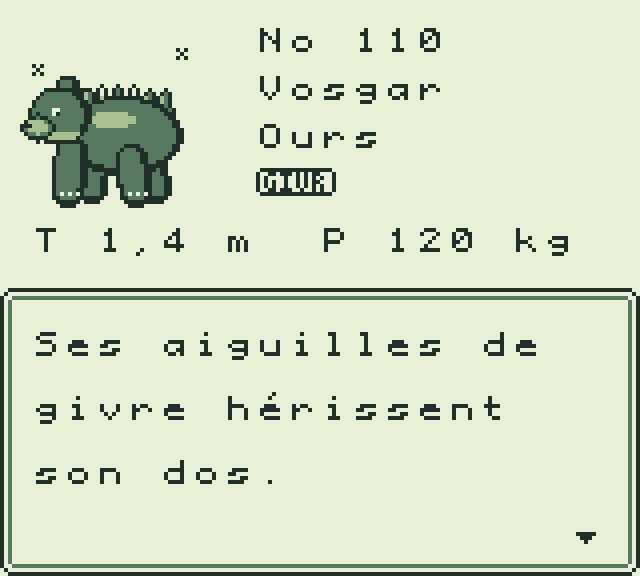 No 110
Vosgar
Ours
GIVR
T 1,4 m P 120 kg
Ses aiguilles de
givre hérissent
son dos.